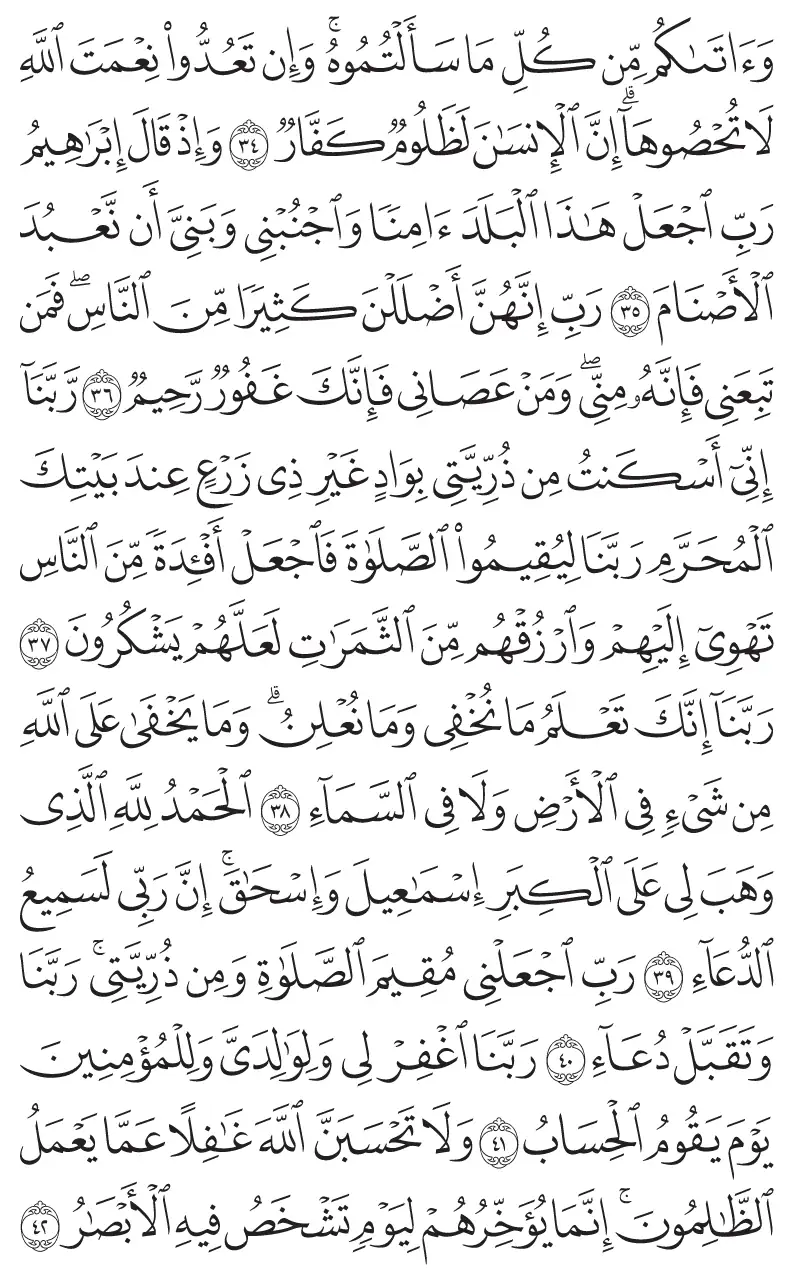 وَءَاتَىٰكُم مِّن كُلِّ مَا سَأَلْتُمُوهُ ۚ وَإِن تَعُدُّوا۟ نِعْمَتَ ٱللَّهِ
لَا تُحْصُوهَآ ۗ إِنَّ ٱلْإِنسَـٰنَ لَظَلُومٌ كَفَّارٌ ٣٤ وَإِذْ قَالَ إِبْرَٰهِيمُ
رَبِّ ٱجْعَلْ هَـٰذَا ٱلْبَلَدَ ءَامِنًا وَٱجْنُبْنِى وَبَنِىَّ أَن نَّعْبُدَ
ٱلْأَصْنَامَ ٣٥ رَبِّ إِنَّهُنَّ أَضْلَلْنَ كَثِيرًا مِّنَ ٱلنَّاسِ ۖ فَمَن
تَبِعَنِى فَإِنَّهُۥ مِنِّى ۖ وَمَنْ عَصَانِى فَإِنَّكَ غَفُورٌ رَّحِيمٌ ٣٦ رَّبَّنَآ
إِنِّىٓ أَسْكَنتُ مِن ذُرِّيَّتِى بِوَادٍ غَيْرِ ذِى زَرْعٍ عِندَ بَيْتِكَ
ٱلْمُحَرَّمِ رَبَّنَا لِيُقِيمُوا۟ ٱلصَّلَوٰةَ فَٱجْعَلْ أَفْـِٔدَةً مِّنَ ٱلنَّاسِ
تَهْوِىٓ إِلَيْهِمْ وَٱرْزُقْهُم مِّنَ ٱلثَّمَرَٰتِ لَعَلَّهُمْ يَشْكُرُونَ ٣٧
رَبَّنَآ إِنَّكَ تَعْلَمُ مَا نُخْفِى وَمَا نُعْلِنُ ۗ وَمَا يَخْفَىٰ عَلَى ٱللَّهِ
مِن شَىْءٍ فِى ٱلْأَرْضِ وَلَا فِى ٱلسَّمَآءِ ٣٨ ٱلْحَمْدُ لِلَّهِ ٱلَّذِى
وَهَبَ لِى عَلَى ٱلْكِبَرِ إِسْمَـٰعِيلَ وَإِسْحَـٰقَ ۚ إِنَّ رَبِّى لَسَمِيعُ
ٱلدُّعَآءِ ٣٩ رَبِّ ٱجْعَلْنِى مُقِيمَ ٱلصَّلَوٰةِ وَمِن ذُرِّيَّتِى ۚ رَبَّنَا
وَتَقَبَّلْ دُعَآءِ ٤٠ رَبَّنَا ٱغْفِرْ لِى وَلِوَٰلِدَىَّ وَلِلْمُؤْمِنِينَ
يَوْمَ يَقُومُ ٱلْحِسَابُ ٤١ وَلَا تَحْسَبَنَّ ٱللَّهَ غَـٰفِلًا عَمَّا يَعْمَلُ
ٱلظَّـٰلِمُونَ ۚ إِنَّمَا يُؤَخِّرُهُمْ لِيَوْمٍ تَشْخَصُ فِيهِ ٱلْأَبْصَـٰرُ ٤٢